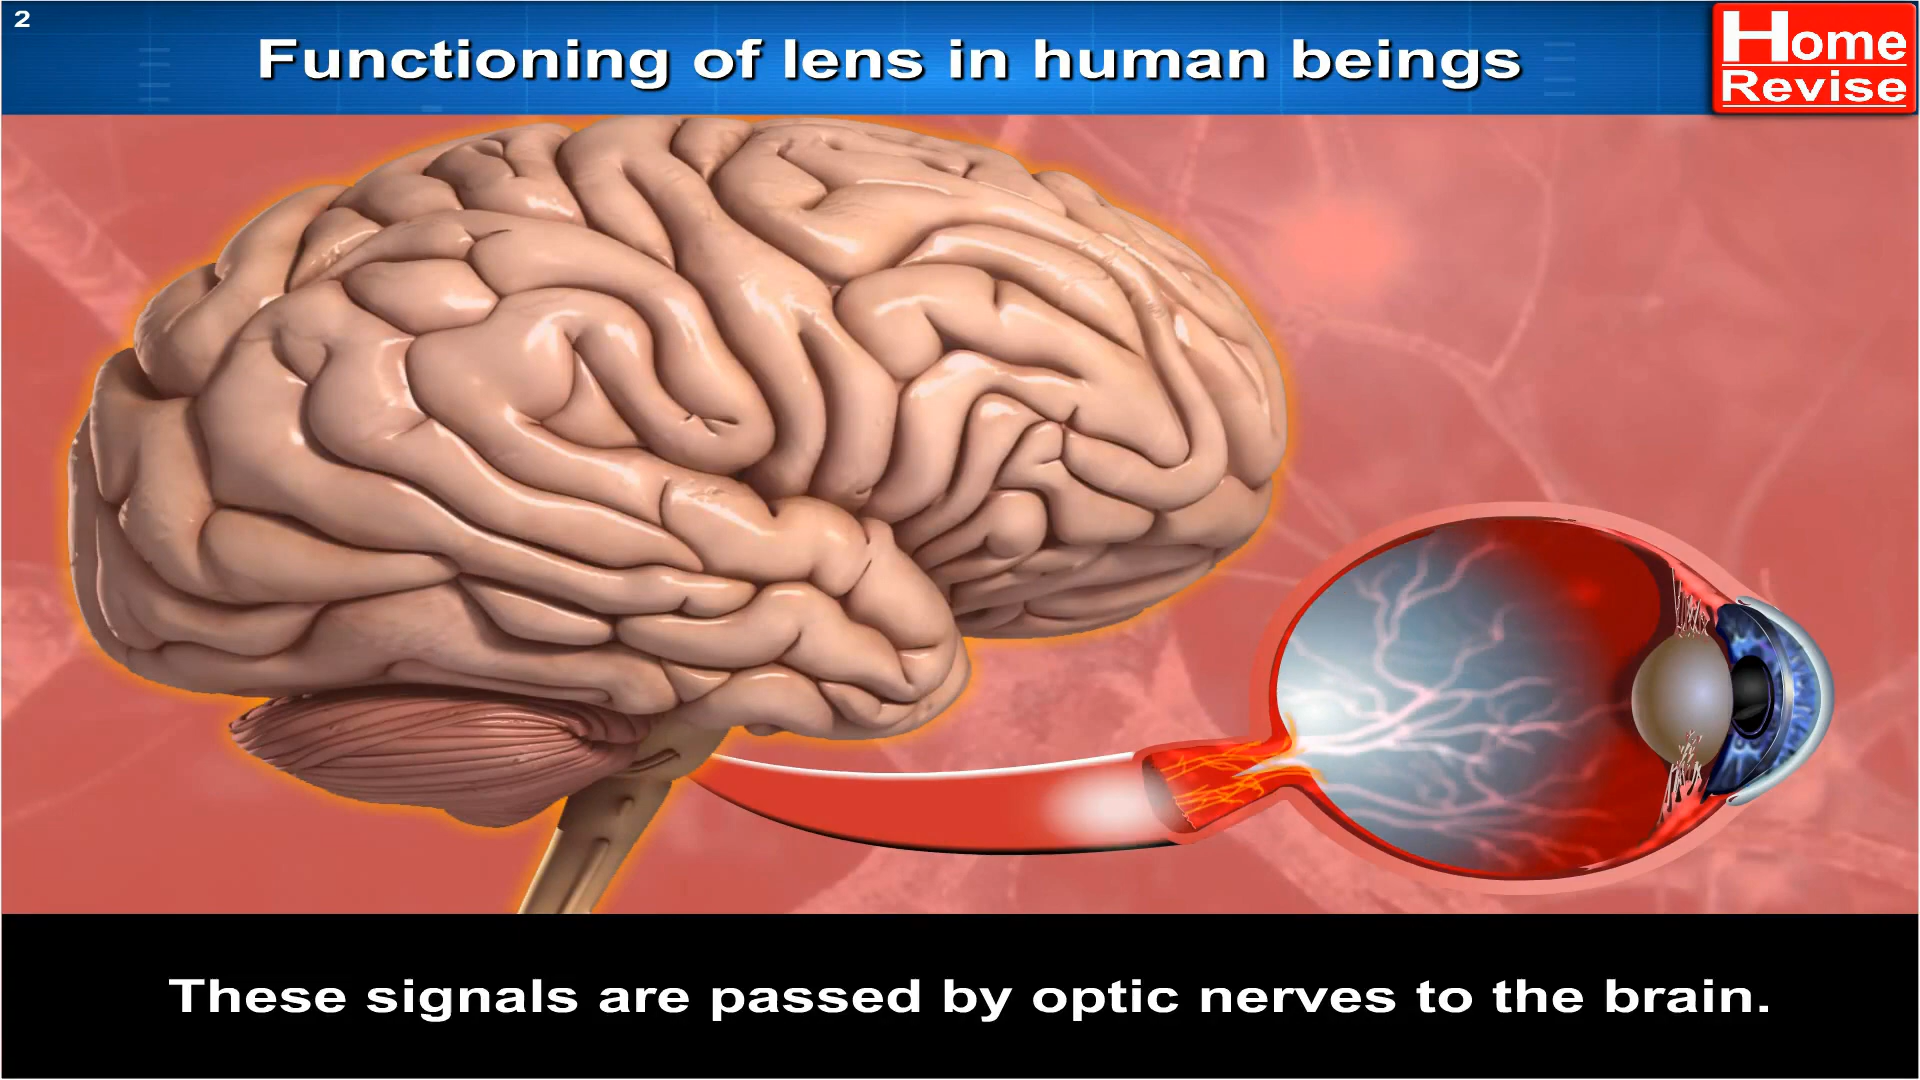 2
Functioning of lens in human beings
Home
Revise
These signals are passed by optic nerves to the brain.